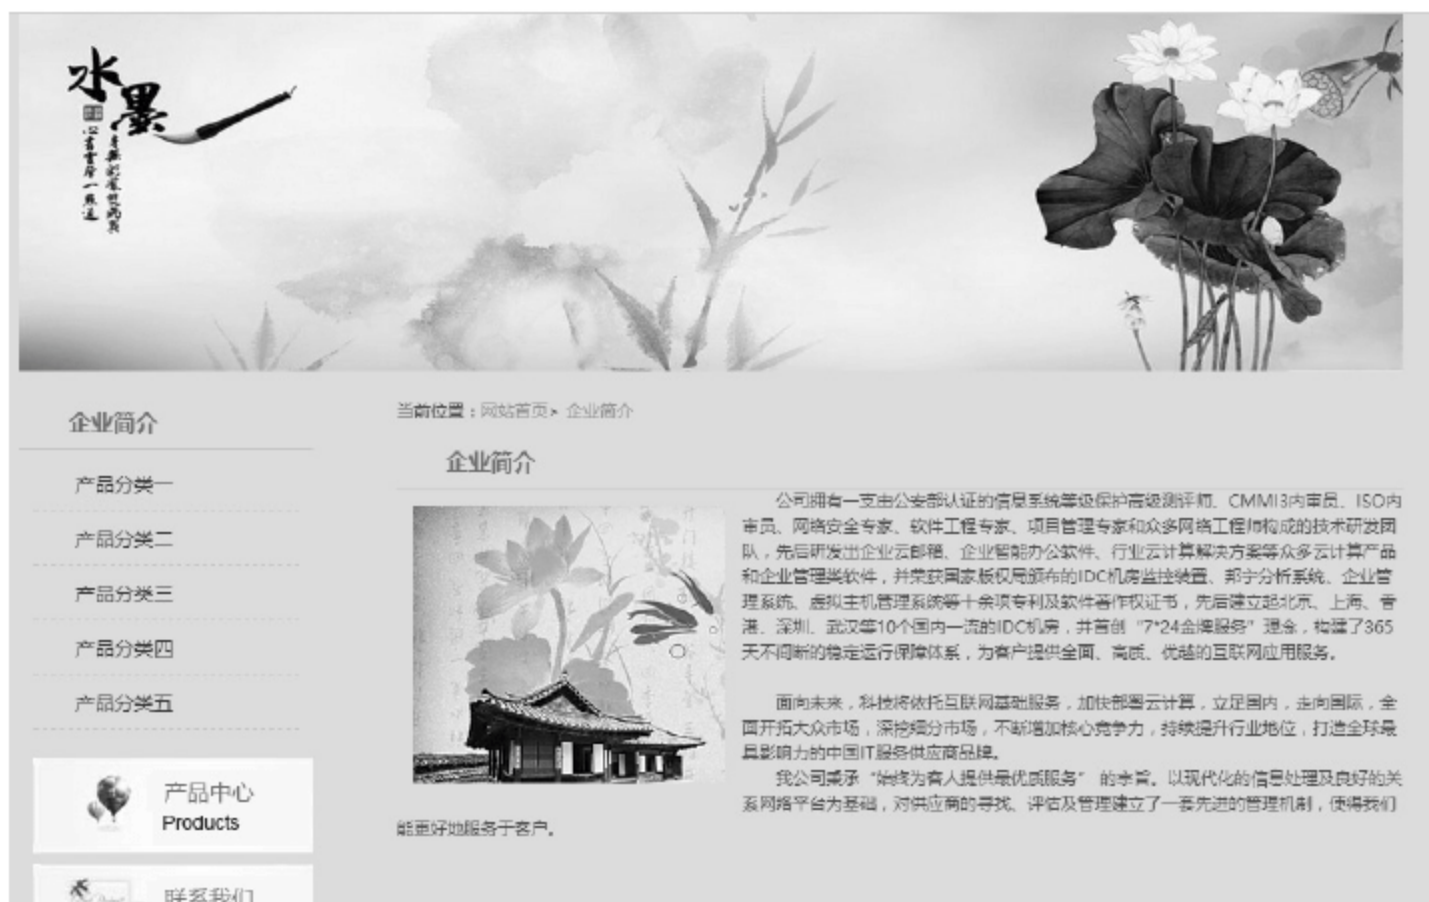 水墨
企业简介
产品分类一
产品分类二
产品分类三
产品分类四
产品分类五
产品中心
Products
联系我们
当前位置：网站首页> 企业简介
企业简介
公司拥有一支由公安部认证的信息系统等级保护高级测评师、CMMI3内审员、ISO内
审员、网络安全专家、软件工程专家、项目管理专家和众多网络工程师构成的技术研发团
队，先后研发出企业云邮箱、企业智能办公软件、行业云计算解决方案等众多云计算产品
和企业管理类软件，并荣获国家版权局颁布的IDC机房监控装置、邦宁分析系统、企业管
理系统、虚拟主机管理系统等十余项专利及软件著作权证书，先后建立起北京、上海、香
港、深圳、武汉等10个国内一流的IDC机房，并首创“7*24金牌服务”理念，构建了365
天不间断的稳定运行保障体系，为客户提供全面、高质、优越的互联网应用服务。
面向未来，科技将依托互联网基础服务，加快部署云计算，立足国内，走向国际，全
面开拓大众市场，深挖细分市场，不断增加核心竞争力，持续提升行业地位，打造全球最
具影响力的中国IT服务供应商品牌。
我公司秉承“始终为客人提供最优质服务” 的宗旨。以现代化的信息处理及良好的关
系网络平台为基础，对供应商的寻找、评估及管理建立了一套先进的管理机制，使得我们
能更好地服务于客户。